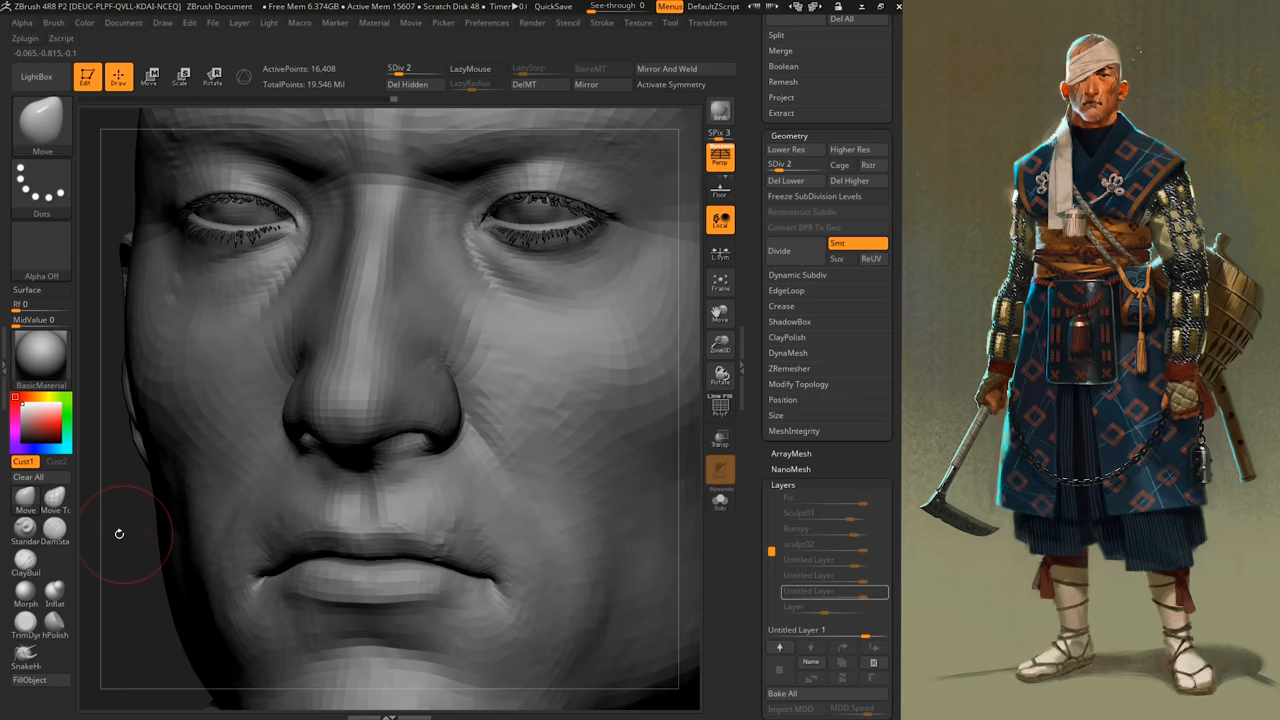 ZBrush 4R8 P2 [DEUC-PLPF-QVLL-KDAI-NCEQ] ZBrush Document • Free Mem 6.374GB • Active Mem 15607 • Scratch Disk 48 • Timer▶0. QuickSave See-through 0 Menus DefaultZScript
Alpha Brush Color Document Draw Edit File Layer Light Macro Marker Material Movie Picker Preferences Render Stencil Stroke Texture Tool Transform
Zplugin Zscript
-0.065,-0.815,-0.1
LightBox
Edit
Draw
Move
Scale
Rotate
ActivePoints: 16,408
TotalPoints: 19.546 Mil
SDiv 2
Del Hidden
LazyMouse
LazyRadius
LazyStep
DelMT
StoreMT
Mirror
Mirror And Weld
Activate Symmetry
Move
Dots
Alpha Off
Surface
Rf 0
MidValue 0
BasicMaterial
Cust1 Cust2
Clear All
Move Move To
Standar DamSta
ClayBuil
Morph Inflat
TrimDy hPolish
SnakeH
FillObject
BPR
SPix 3
Dynamic
Persp
Floor
Local
L.Sym
Frame
Move
Zoom3D
Rotate
Line Fill
PolyF
Transp
Solo
Del All
Split
Merge
Boolean
Remesh
Project
Extract
Geometry
Lower Res Higher Res
SDiv 2 Cage Rstr
Del Lower Del Higher
Freeze SubDivision Levels
Reconstruct Subdiv
Convert BPR To Geo
Divide Smt
Suv ReUV
Dynamic Subdiv
EdgeLoop
Crease
ShadowBox
ClayPolish
DynaMesh
ZRemesher
Modify Topology
Position
Size
MeshIntegrity
ArrayMesh
NanoMesh
Layers
Fix
Sculpt01
Bumpy
sculpt02
Untitled Layer
Untitled Layer
Untitled Layer
Layer
Untitled Layer 1
Name
Bake All
Import MDD MDD Speed